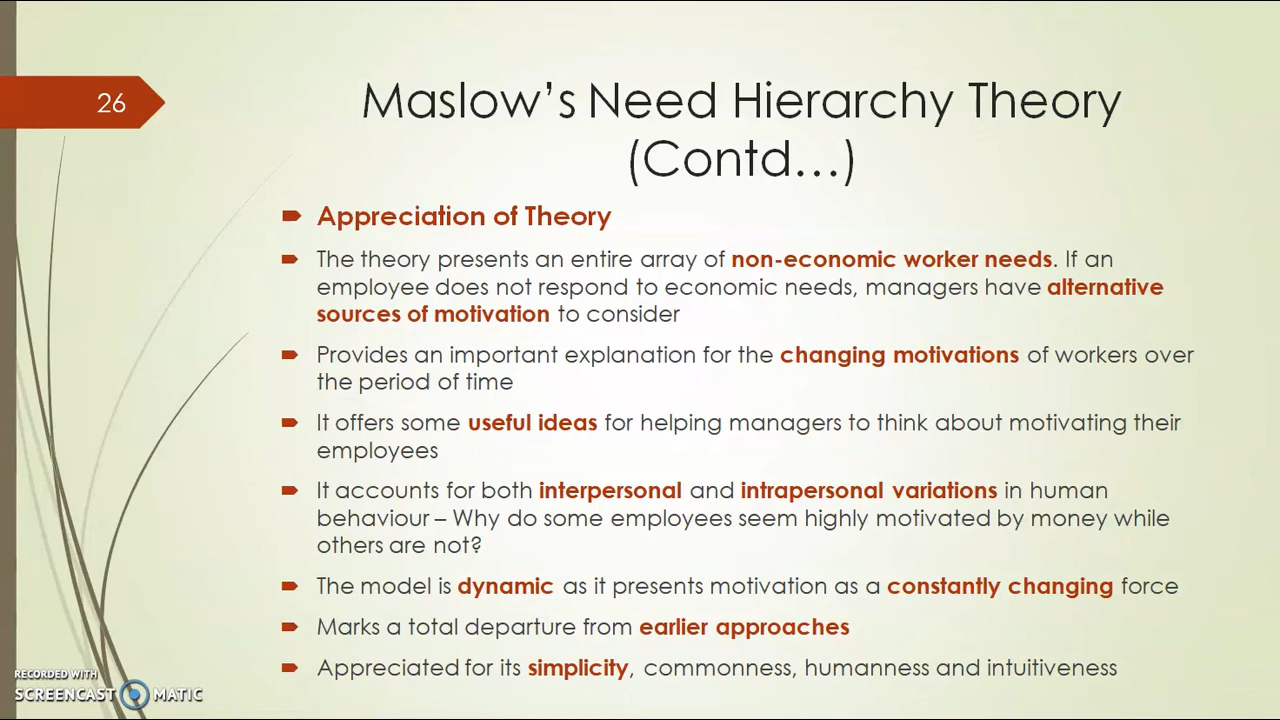 26
Maslow’s Need Hierarchy Theory
(Contd…)
Appreciation of Theory
The theory presents an entire array of non-economic worker needs. If an
employee does not respond to economic needs, managers have alternative
sources of motivation to consider
Provides an important explanation for the changing motivations of workers over
the period of time
It offers some useful ideas for helping managers to think about motivating their
employees
It accounts for both interpersonal and intrapersonal variations in human
behaviour – Why do some employees seem highly motivated by money while
others are not?
The model is dynamic as it presents motivation as a constantly changing force
Marks a total departure from earlier approaches
Appreciated for its simplicity, commonness, humanness and intuitiveness
RECORDED WITH
SCREENCAST MATIC